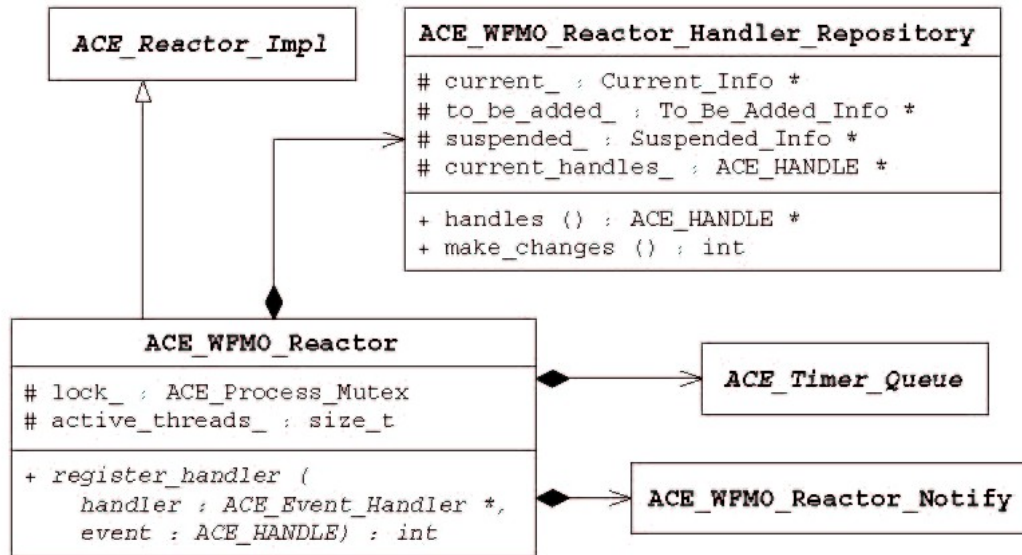 ACE_Reactor_Impl
ACE_WFMO_Reactor_Handler_Repository
# current_ : Current_Info *
# to_be_added_ : To_Be_Added_Info *
# suspended_ : Suspended_Info *
# current_handles_ : ACE_HANDLE *
+ handles () : ACE_HANDLE *
+ make_changes () : int
ACE_WFMO_Reactor
# lock_ : ACE_Process_Mutex
# active_threads_ : size_t
+ register_handler (
handler : ACE_Event_Handler *,
event : ACE_HANDLE) : int
ACE_Timer_Queue
ACE_WFMO_Reactor_Notify